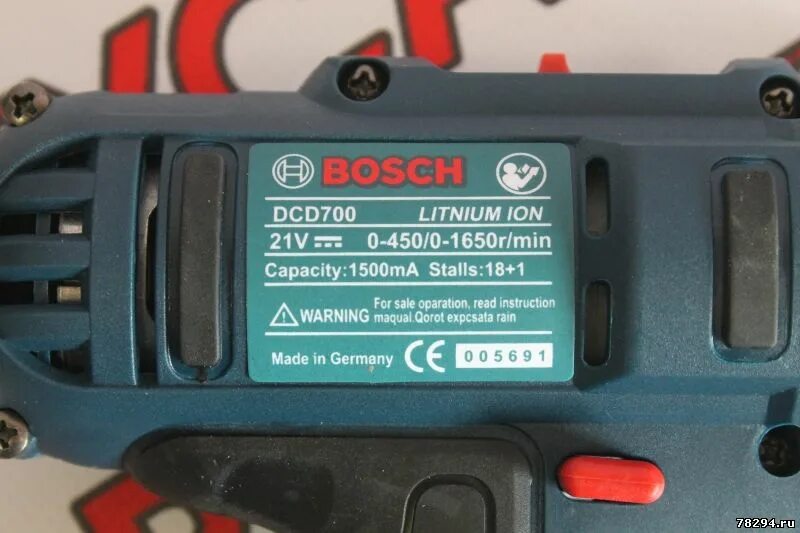 BOSCH
DCD700 LITNIUM ION
21V 0-450/0-1650r/min
Capacity:1500mA Stalls:18+1
WARNING For sale oparation, read instruction
maqual.Qorot expcsata rain
Made in Germany CE 005691
78294.ru